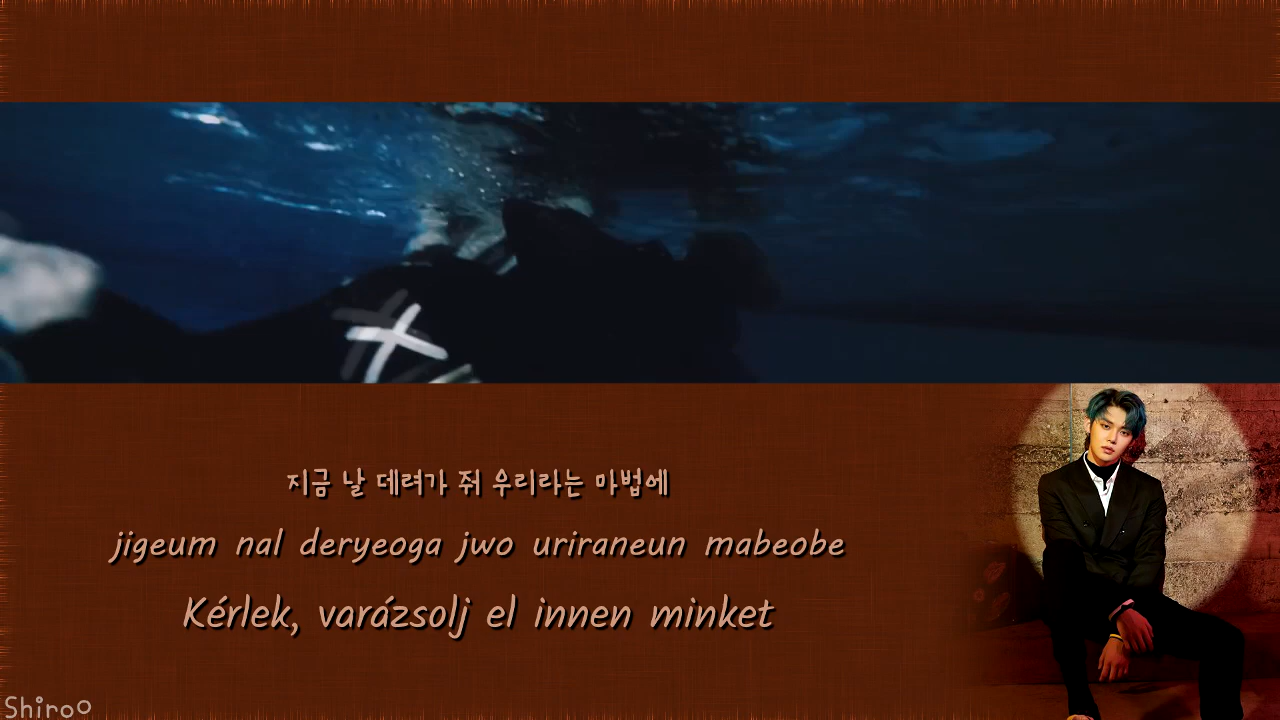 지금 날 데려가 줘 우리라는 마법에
jigeum nal deryeoga jwo uriraneun mabeobe
Kérlek, varázsolj el innen minket
Shiroo